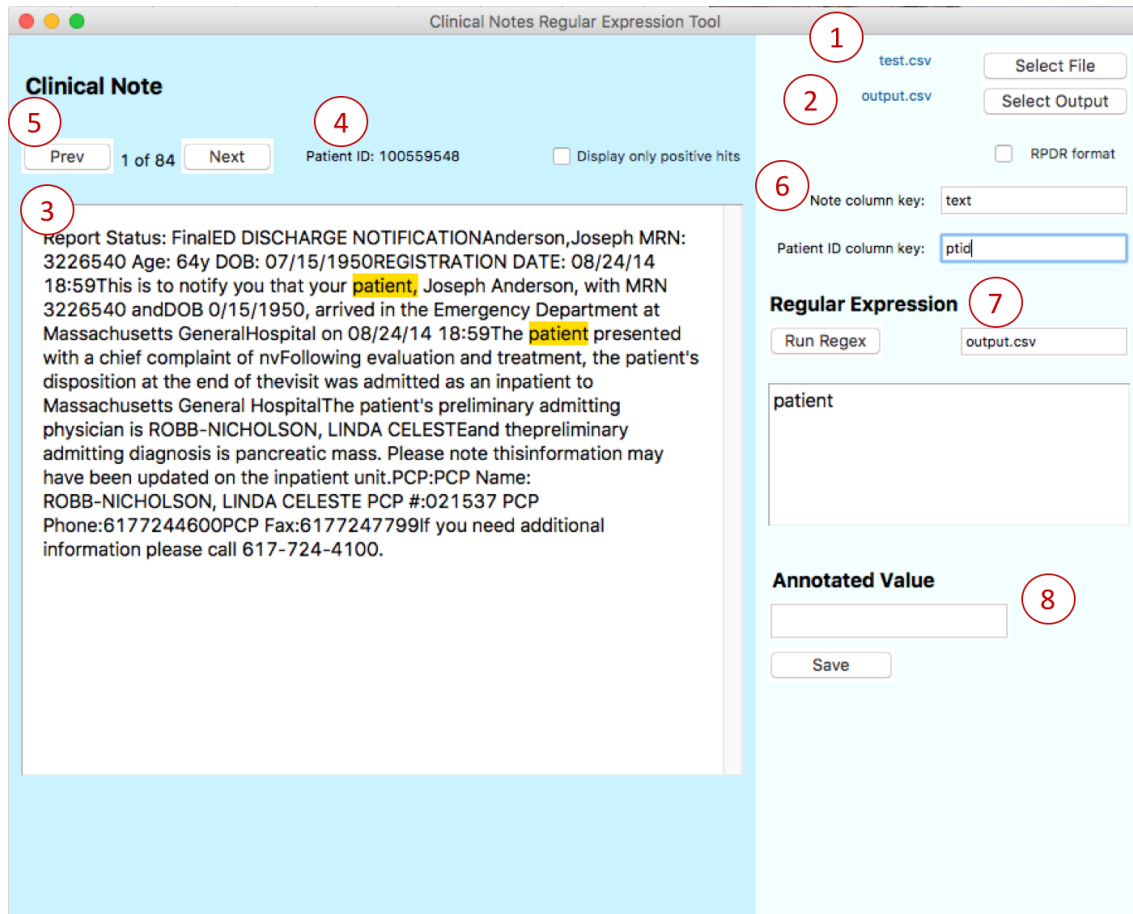 Clinical Notes Regular Expression Tool
1
test.csv
Select File
Clinical Note
2
output.csv
Select Output
5
4
Prev
1 of 84
Next
Patient ID: 100559548
Display only positive hits
RPDR format
3
6
Note column key:
text
Report Status: FinalED DISCHARGE NOTIFICATIONAnderson,Joseph MRN:
3226540 Age: 64y DOB: 07/15/1950REGISTRATION DATE: 08/24/14
18:59This is to notify you that your patient, Joseph Anderson, with MRN
3226540 andDOB 0/15/1950, arrived in the Emergency Department at
Massachusetts GeneralHospital on 08/24/14 18:59The patient presented
with a chief complaint of nvFollowing evaluation and treatment, the patient's
disposition at the end of thevisit was admitted as an inpatient to
Massachusetts General HospitalThe patient's preliminary admitting
physician is ROBB-NICHOLSON, LINDA CELESTEand thepreliminary
admitting diagnosis is pancreatic mass. Please note thisinformation may
have been updated on the inpatient unit.PCP:PCP Name:
ROBB-NICHOLSON, LINDA CELESTE PCP #:021537 PCP
Phone:6177244600PCP Fax:6177247799If you need additional
information please call 617-724-4100.
Patient ID column key:
ptid
Regular Expression
7
Run Regex
output.csv
patient
Annotated Value
8
Save